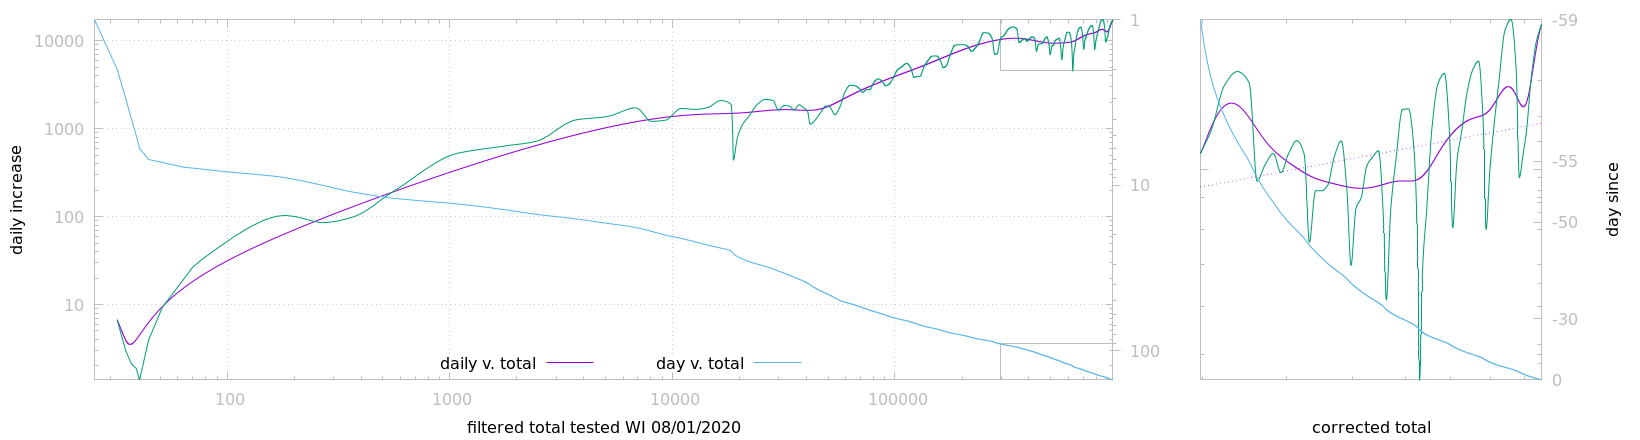 10000
1000
100
10
daily increase
100
1000
10000
100000
filtered total tested WI 08/01/2020
daily v. total
day v. total
1
10
100
-59
-55
-50
-30
0
day since
corrected total